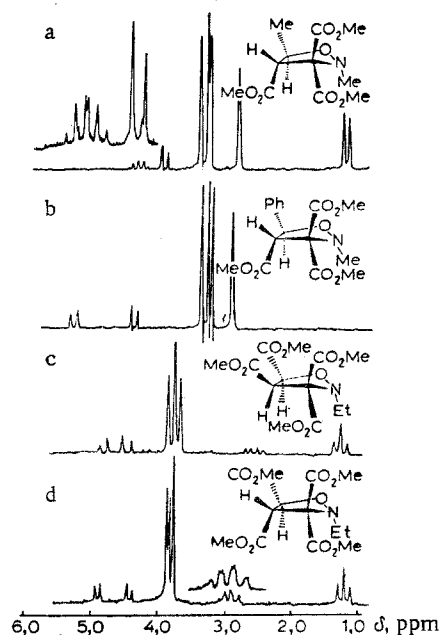 a
Me
CO₂Me
H
O
N
Me
MeO₂C
H
CO₂Me
b
Ph
CO₂Me
H
O
N
Me
MeO₂C
H
CO₂Me
c
CO₂Me
CO₂Me
MeO₂C
O
N
Et
H
H
MeO₂C
d
CO₂Me
CO₂Me
H
O
N
Et
MeO₂C
H
CO₂Me
6,0 5,0 4,0 3,0 2,0 1,0 δ, ppm